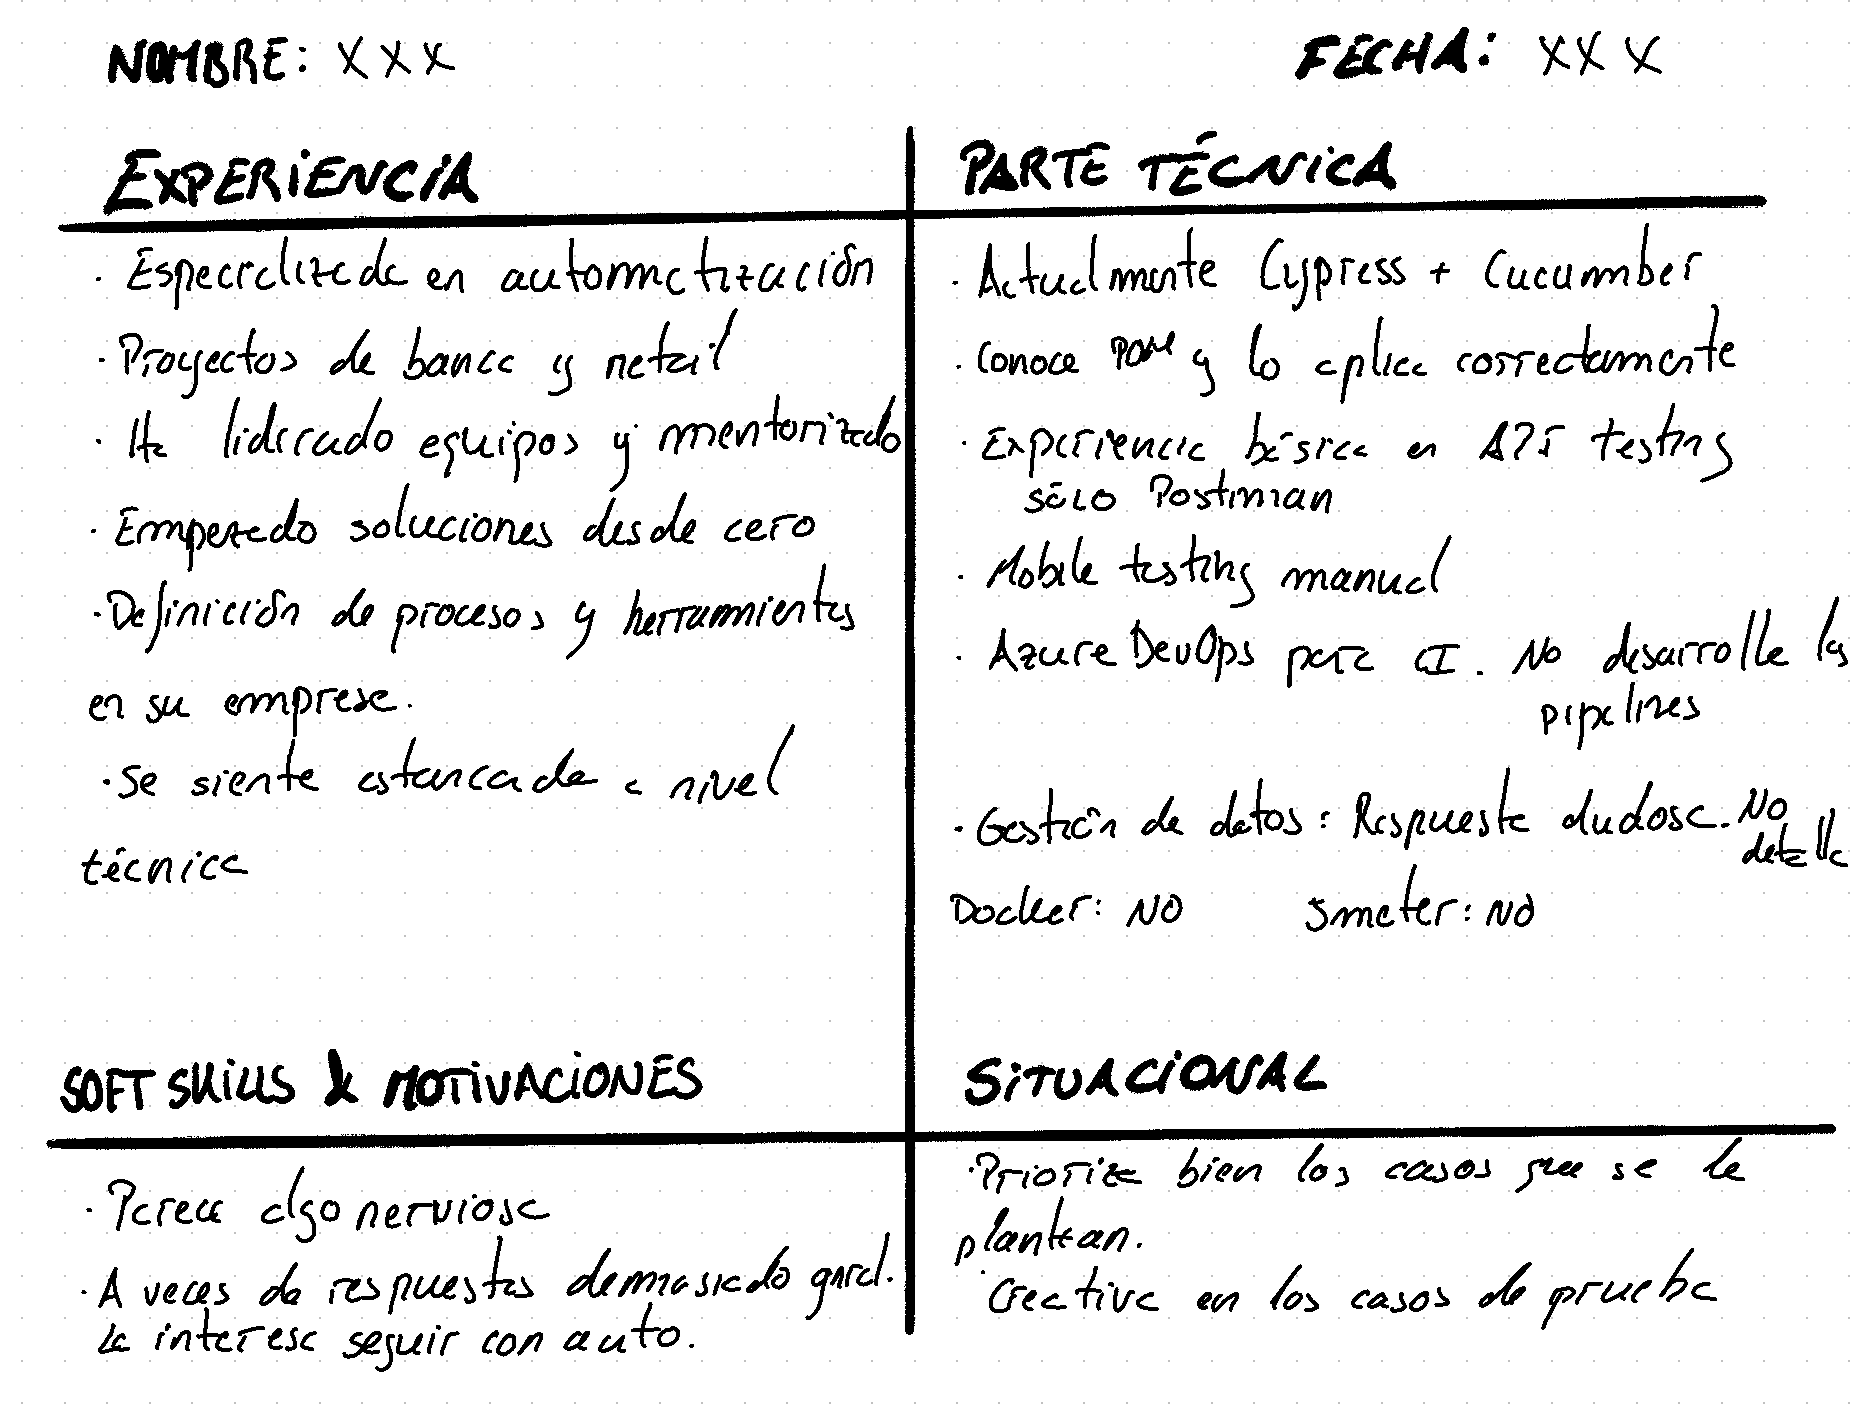 NOMBRE: XXX
FECHA: XXX
EXPERIENCIA
· Especializada en automatización
· Proyectos de banca y retail
· Ha liderado equipos y mentorizado
· Empezado soluciones desde cero
· Definición de procesos y herramientas
en su empresa.
· Se siente estancada a nivel
técnica
PARTE TÉCNICA
· Actualmente Cypress + Cucumber
· Conoce POM y lo aplica correctamente
· Experiencia básica en API testing
sólo Postman
· Mobile testing manual
· Azure DevOps para CI. No desarrolla las
pipelines
· Gestión de datos: Respuesta dudosa. No
detalla
Docker: NO Jmeter: NO
SOFT SKILLS & MOTIVACIONES
· Parece algo nerviosa
· A veces da respuestas demasiado gnral.
le interesa seguir con auto.
SITUACIONAL
· Prioriza bien los casos que se le
plantean.
· Creativa en los casos de prueba